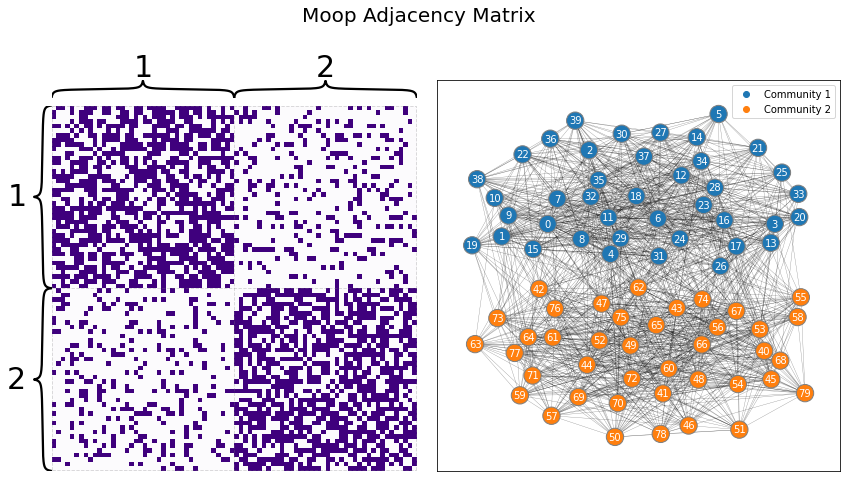 Moop Adjacency Matrix
1 2
1
2
Community 1
Community 2
5
39
30 27 14
36
2 37 21
22 34
12 25
38 35 28
10 7 32 18 33
23
9 0 11 6 16 3 20
1 8 29 24 13
19 15 17
4 31
26
42 62 55
76 47 43 74
73 75 67 58
65 56 53
64 61 52 49 66
63 77 40
68
44 60
71 72 48 54 45
59 69 41 79
70
57
46
50 78 51